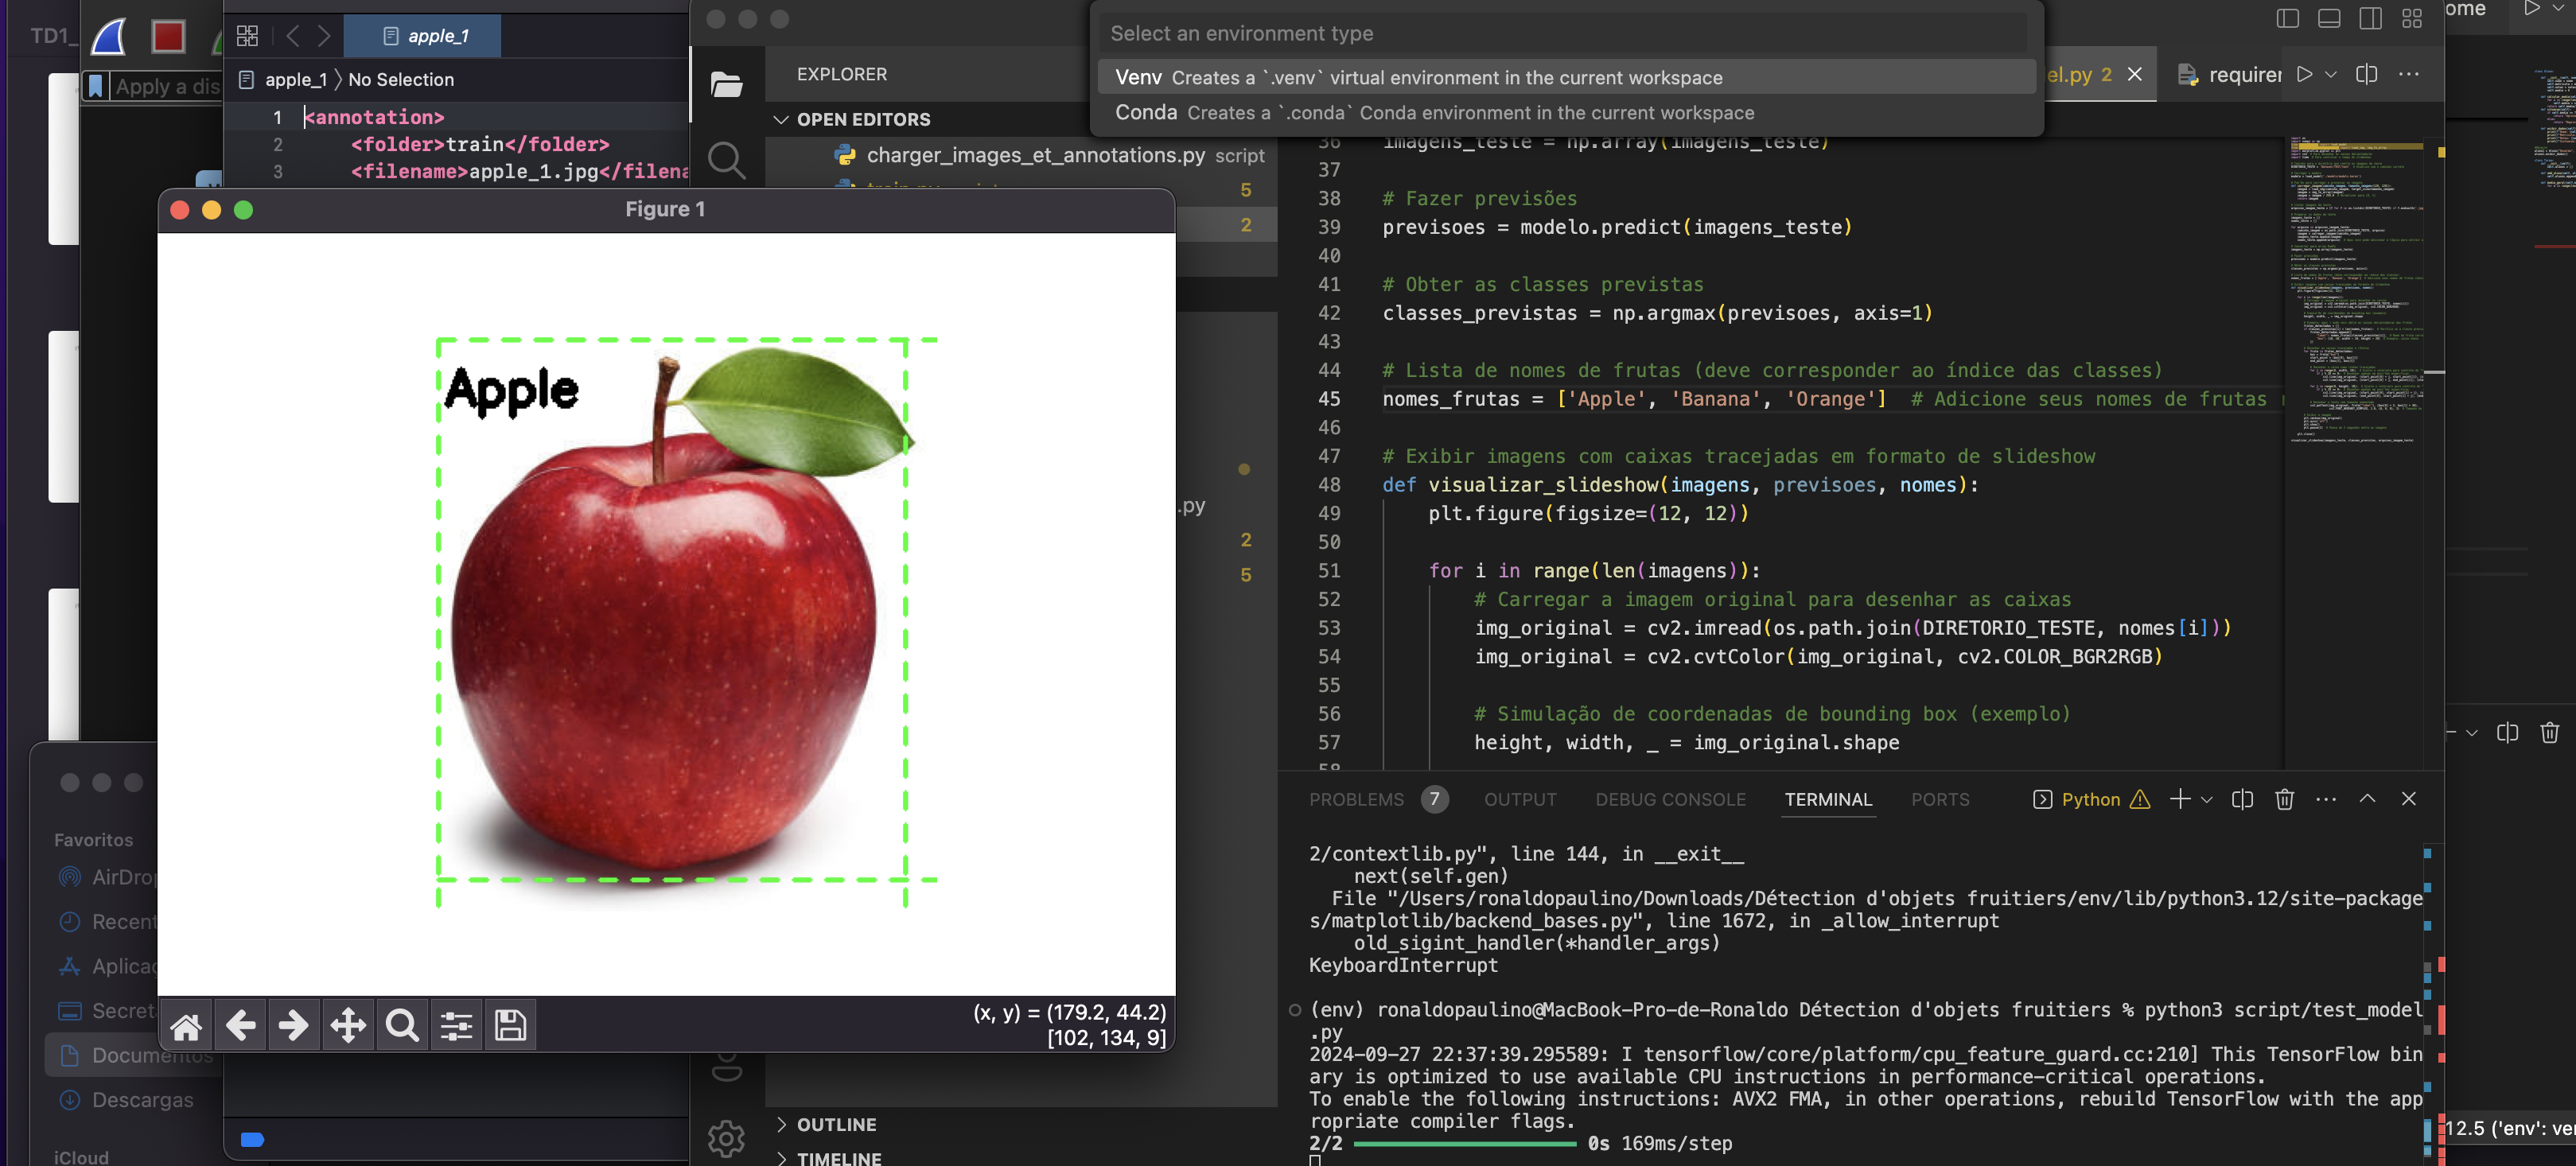 TD1_
Apply a dis
apple_1
apple_1 〉No Selection
1 <annotation>
2 <folder>train</folder>
3 <filename>apple_1.jpg</filena
Figure 1
Apple
(x, y) = (179.2, 44.2)
[102, 134, 9]
Favoritos
AirDrop
Recent
Aplicac
Secret
Documentos
Descargas
iCloud
EXPLORER
OPEN EDITORS
charger_images_et_annotations.py script
train.py script
5
2
.py
2
5
OUTLINE
TIMELINE
Select an environment type
Venv Creates a `.venv` virtual environment in the current workspace
Conda Creates a `.conda` Conda environment in the current workspace
el.py 2
requirer
ome
36 imagens_teste = np.array(imagens_teste)
37
38 # Fazer previsões
39 previsoes = modelo.predict(imagens_teste)
40
41 # Obter as classes previstas
42 classes_previstas = np.argmax(previsoes, axis=1)
43
44 # Lista de nomes de frutas (deve corresponder ao índice das classes)
45 nomes_frutas = ['Apple', 'Banana', 'Orange'] # Adicione seus nomes de frutas
46
47 # Exibir imagens com caixas tracejadas em formato de slideshow
48 def visualizar_slideshow(imagens, previsoes, nomes):
49 plt.figure(figsize=(12, 12))
50
51 for i in range(len(imagens)):
52 # Carregar a imagem original para desenhar as caixas
53 img_original = cv2.imread(os.path.join(DIRETORIO_TESTE, nomes[i]))
54 img_original = cv2.cvtColor(img_original, cv2.COLOR_BGR2RGB)
55
56 # Simulação de coordenadas de bounding box (exemplo)
57 height, width, _ = img_original.shape
58
PROBLEMS 7 OUTPUT DEBUG CONSOLE TERMINAL PORTS
Python
2/contextlib.py", line 144, in __exit__
next(self.gen)
File "/Users/ronaldopaulino/Downloads/Détection d'objets fruitiers/env/lib/python3.12/site-package
s/matplotlib/backend_bases.py", line 1672, in _allow_interrupt
old_sigint_handler(*handler_args)
KeyboardInterrupt
(env) ronaldopaulino@MacBook-Pro-de-Ronaldo Détection d'objets fruitiers % python3 script/test_model
.py
2024-09-27 22:37:39.295589: I tensorflow/core/platform/cpu_feature_guard.cc:210] This TensorFlow bin
ary is optimized to use available CPU instructions in performance-critical operations.
To enable the following instructions: AVX2 FMA, in other operations, rebuild TensorFlow with the app
ropriate compiler flags.
2/2 0s 169ms/step
12.5 ('env': ve